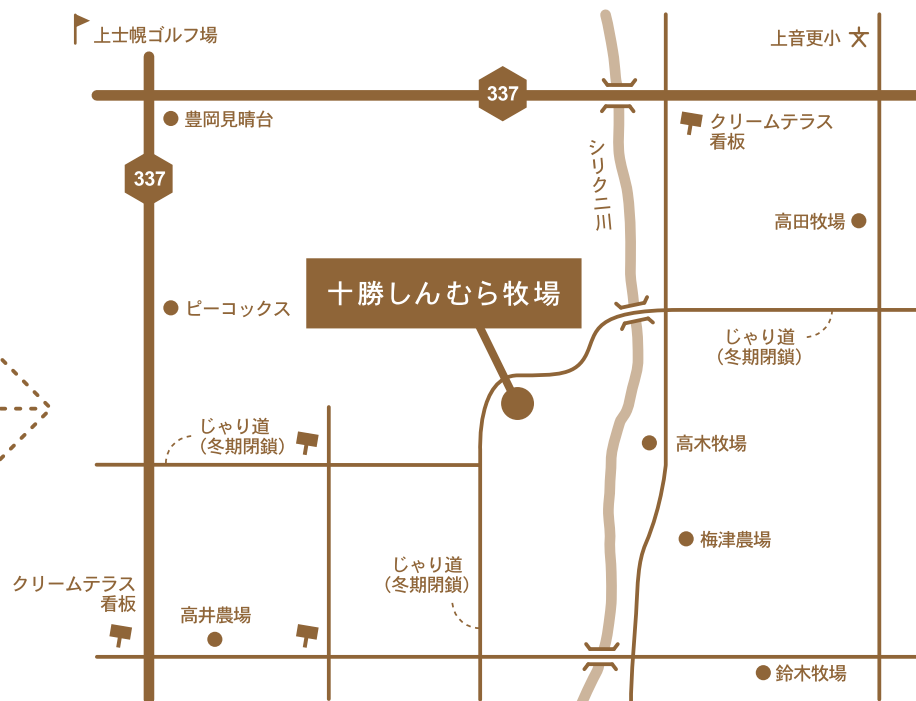 上士幌ゴルフ場
上音更小
337
豊岡見晴台
クリームテラス
看板
シリクニ川
337
高田牧場
十勝しんむら牧場
ピーコックス
じゃり道
（冬期閉鎖）
じゃり道
（冬期閉鎖）
高木牧場
梅津農場
じゃり道
（冬期閉鎖）
クリームテラス
看板
高井農場
鈴木牧場